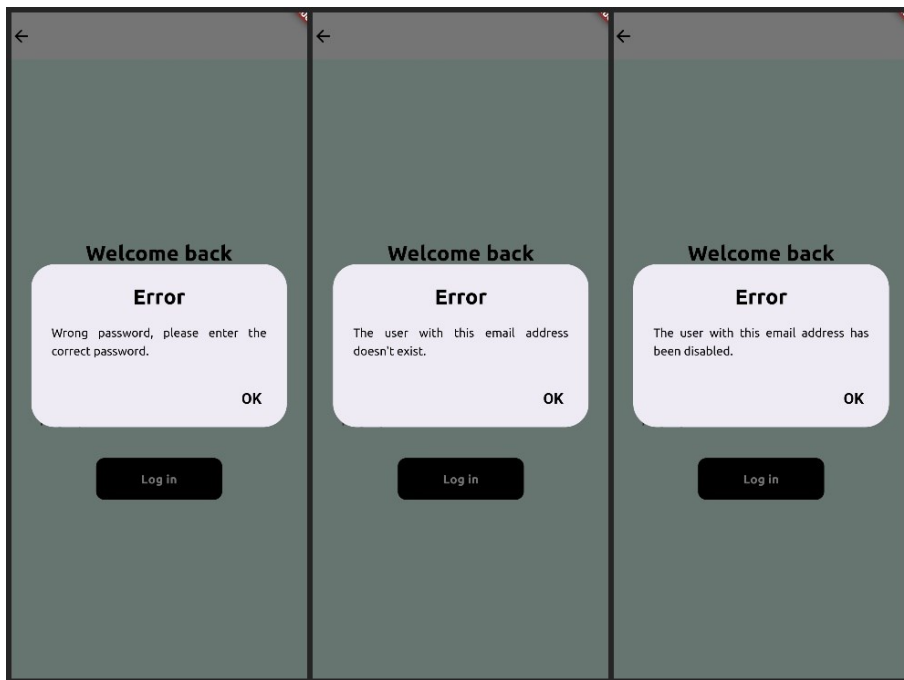 Welcome back
Error
Wrong password, please enter the
correct password.
OK
Log in
Welcome back
Error
The user with this email address
doesn't exist.
OK
Log in
Welcome back
Error
The user with this email address has
been disabled.
OK
Log in